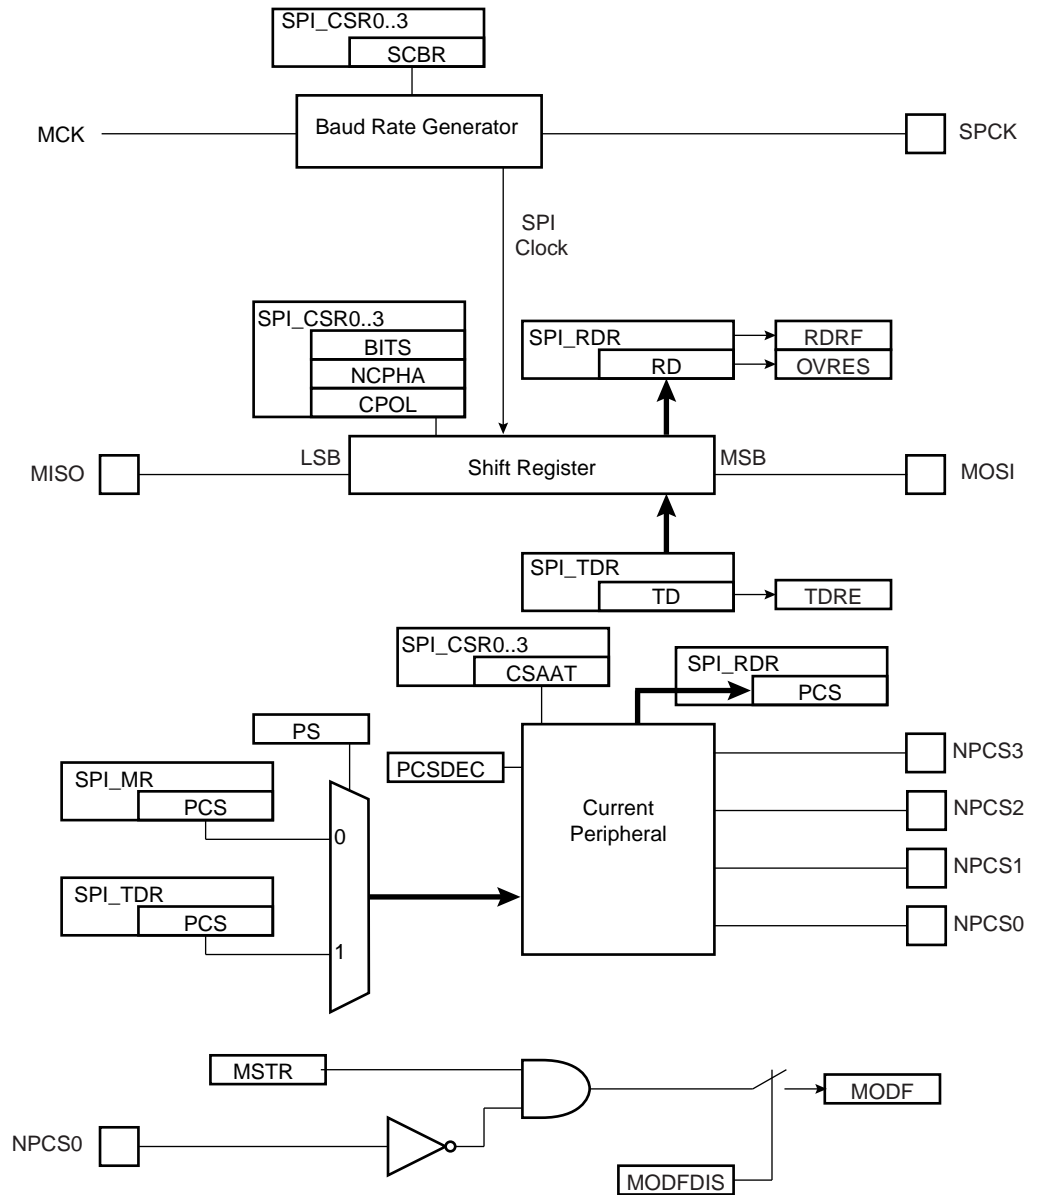 SPI_CSR0..3
SCBR
MCK
Baud Rate Generator
SPCK
SPI
Clock
SPI_CSR0..3
BITS
NCPHA
CPOL
SPI_RDR
RD
RDRF
OVRES
MISO
LSB
Shift Register
MSB
MOSI
SPI_TDR
TD
TDRE
SPI_CSR0..3
CSAAT
SPI_RDR
PCS
PS
PCSDEC
SPI_MR
PCS
0
SPI_TDR
PCS
1
Current
Peripheral
NPCS3
NPCS2
NPCS1
NPCS0
MSTR
MODF
NPCS0
MODFDIS